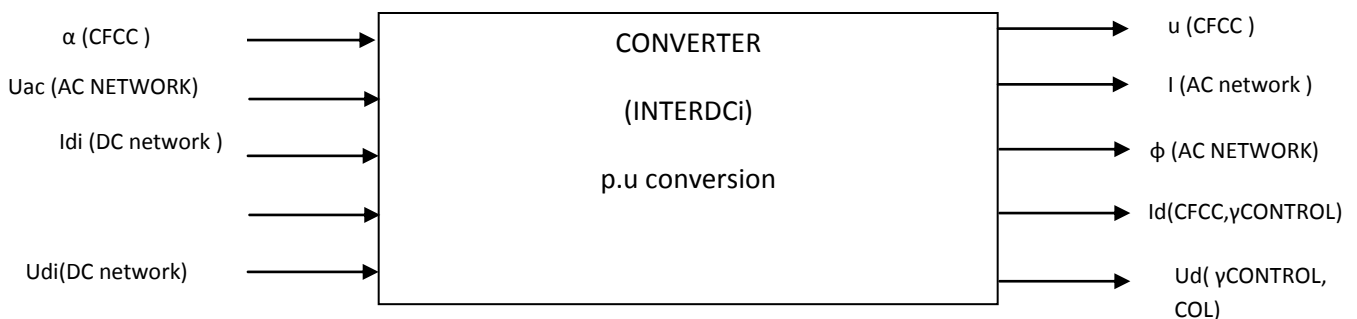 α (CFCC )
Uac (AC NETWORK)
Idi (DC network )
Udi(DC network)
CONVERTER
(INTERDCi)
p.u conversion
u (CFCC )
I (AC network )
ф (AC NETWORK)
Id(CFCC,γCONTROL)
Ud( γCONTROL,
COL)